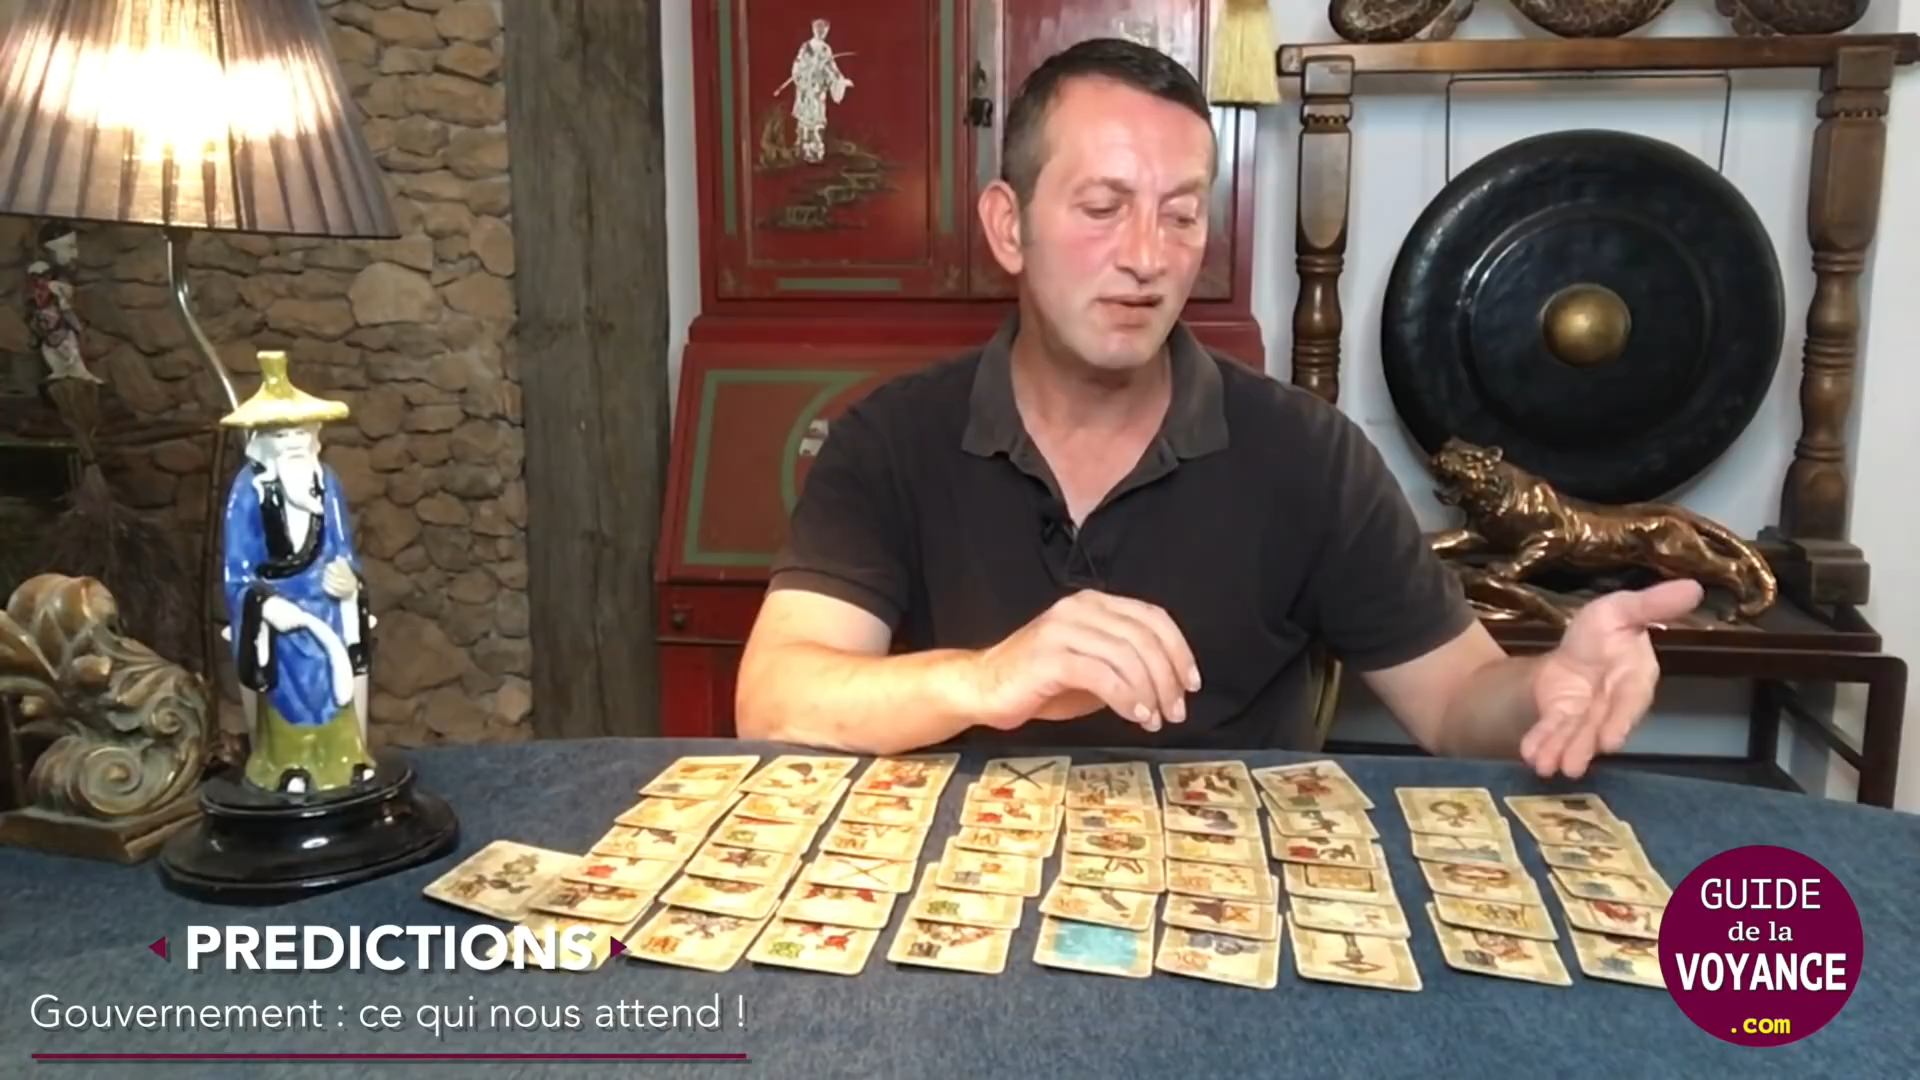 PREDICTIONS
Gouvernement : ce qui nous attend !
GUIDE
de la
VOYANCE
.com